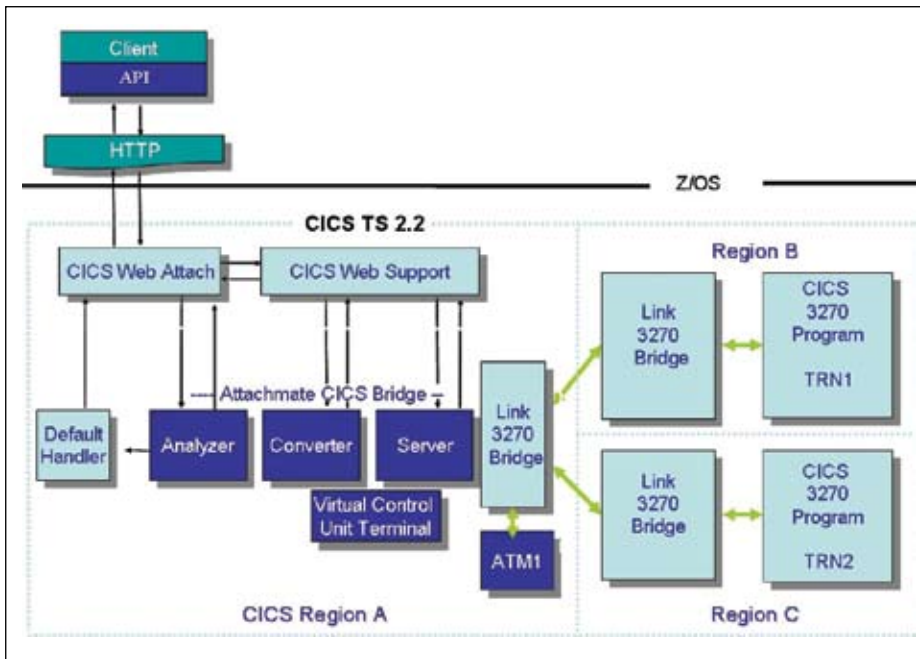 Client
API
HTTP
Z/OS
CICS TS 2.2
CICS Web Attach
CICS Web Support
---- Attachmate CICS Bridge --
Default
Handler
Analyzer
Converter
Server
Virtual Control
Unit Terminal
Link
3270
Bridge
ATM1
CICS Region A
Region B
Link
3270
Bridge
CICS
3270
Program
TRN1
Link
3270
Bridge
CICS
3270
Program
TRN2
Region C